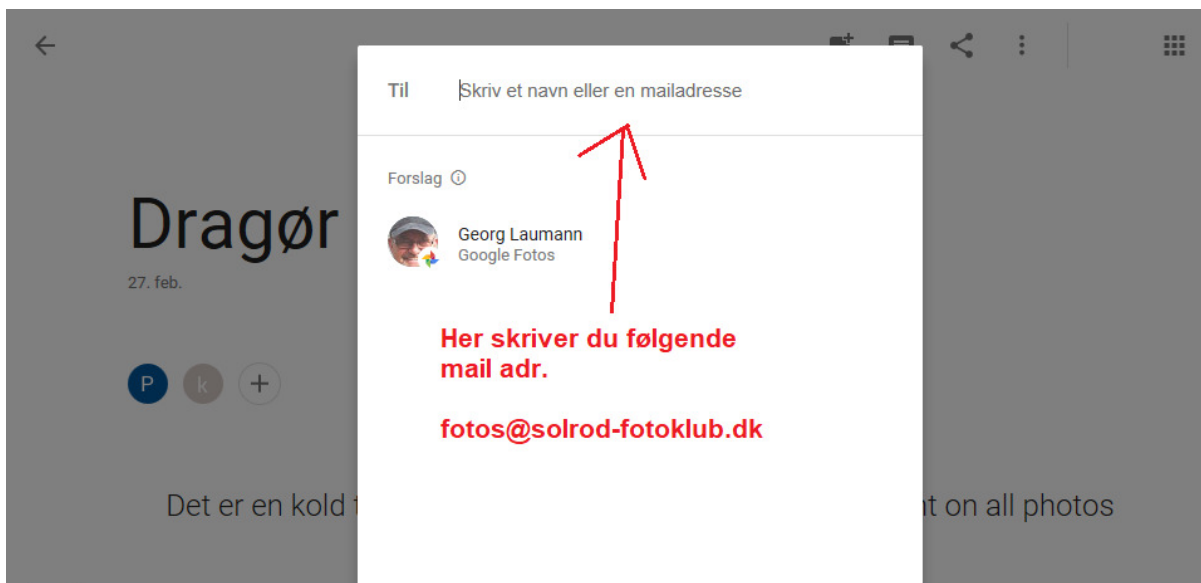 Til Skriv et navn eller en mailadresse
Forslag
Dragør
Georg Laumann
Google Fotos
27. feb.
Her skriver du følgende
mail adr.
P k
fotos@solrod-fotoklub.dk
Det er en kold
nt on all photos